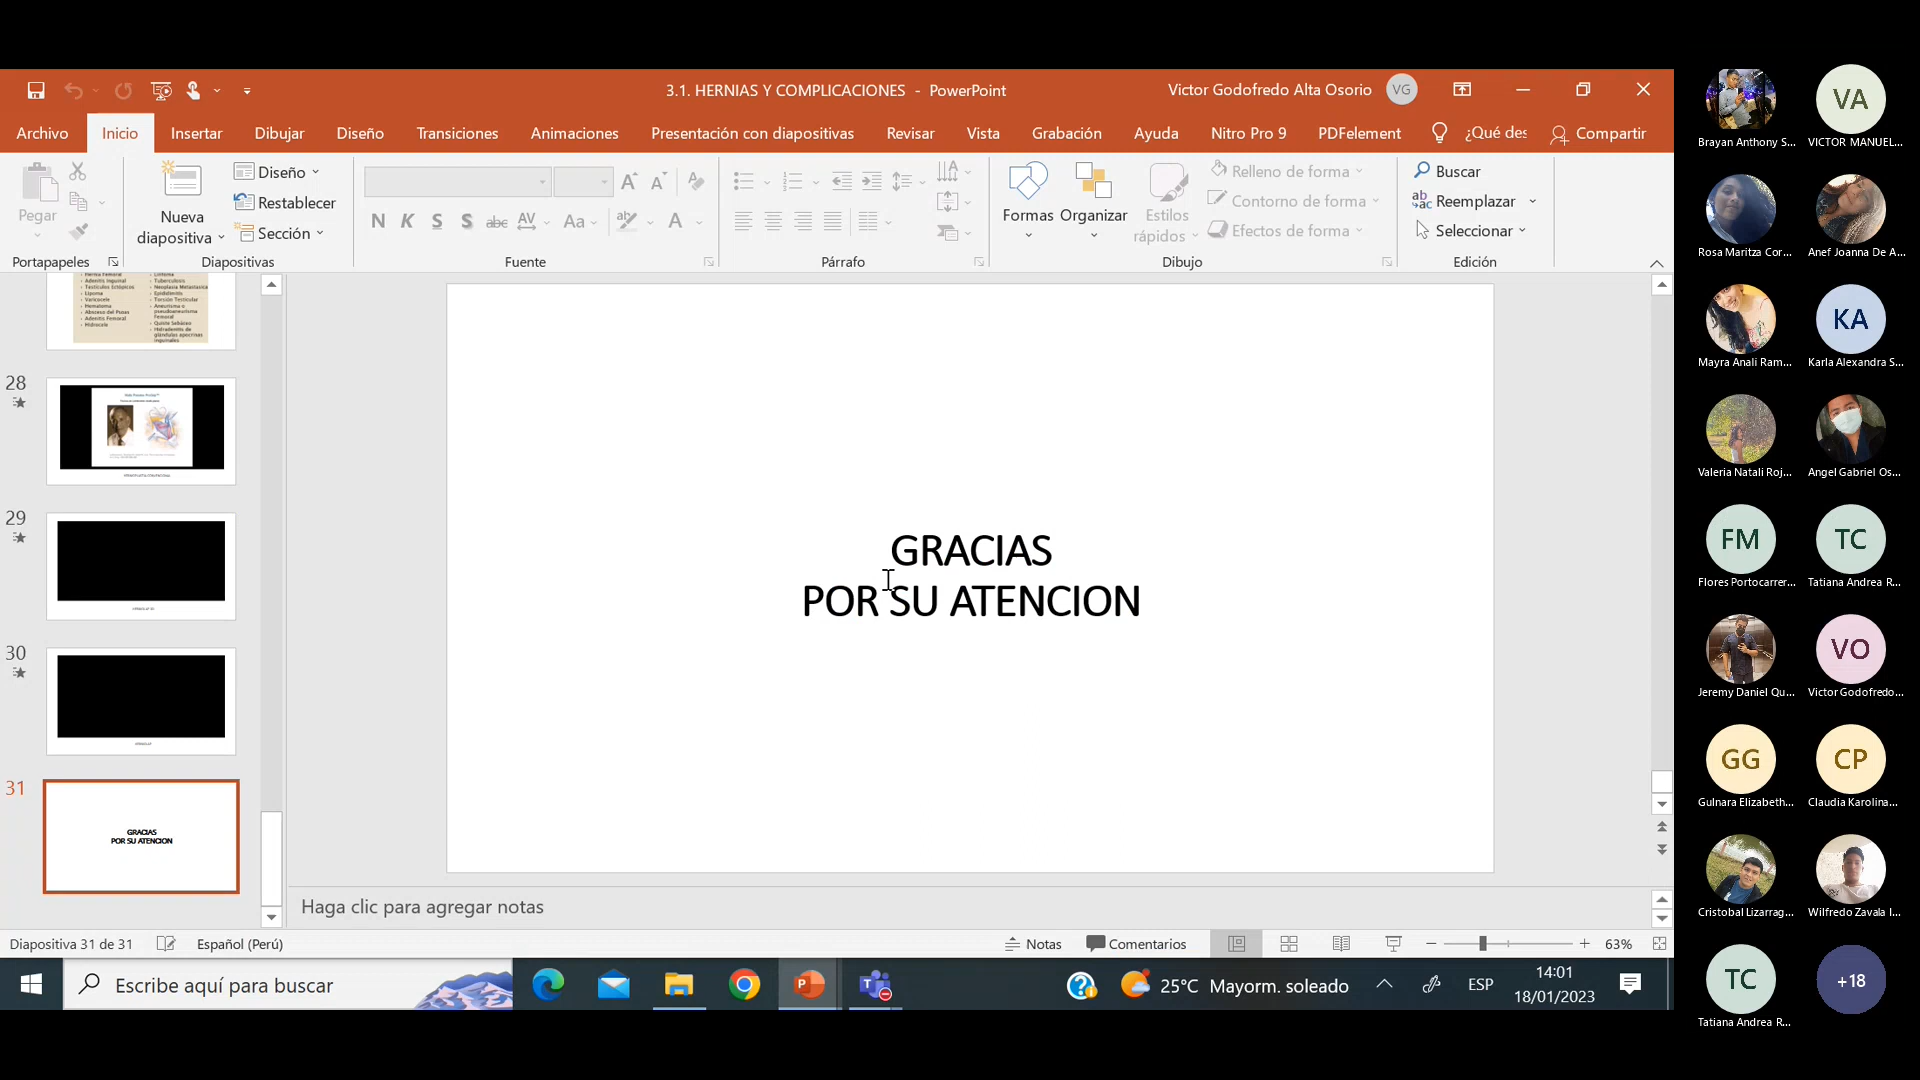 3.1. HERNIAS Y COMPLICACIONES - PowerPoint
Victor Godofredo Alta Osorio
VG
Archivo
Inicio
Insertar
Dibujar
Diseño
Transiciones
Animaciones
Presentación con diapositivas
Revisar
Vista
Grabación
Ayuda
Nitro Pro 9
PDFelement
¿Qué des
Compartir
Pegar
Nueva
diapositiva
Diseño
Restablecer
Sección
N K S S abc AV Aa A
Formas
Organizar
Estilos
rápidos
Relleno de forma
Contorno de forma
Efectos de forma
Buscar
Reemplazar
Seleccionar
Portapapeles
Diapositivas
Fuente
Párrafo
Dibujo
Edición
28
29
30
31
GRACIAS
POR SU ATENCION
GRACIAS
POR SU ATENCION
Haga clic para agregar notas
Diapositiva 31 de 31
Español (Perú)
Notas
Comentarios
63%
Escribe aquí para buscar
25°C Mayorm. soleado
ESP
14:01
18/01/2023
Brayan Anthony S...
VA
VICTOR MANUEL...
Rosa Maritza Cor...
Anef Joanna De A...
Mayra Anali Ram...
KA
Karla Alexandra S...
Valeria Natali Roj...
Angel Gabriel Os...
FM
Flores Portocarrer...
TC
Tatiana Andrea R...
Jeremy Daniel Qu...
VO
Victor Godofredo...
GG
Gulnara Elizabeth...
CP
Claudia Karolina...
Cristobal Lizarrag...
Wilfredo Zavala I...
TC
Tatiana Andrea R...
+18